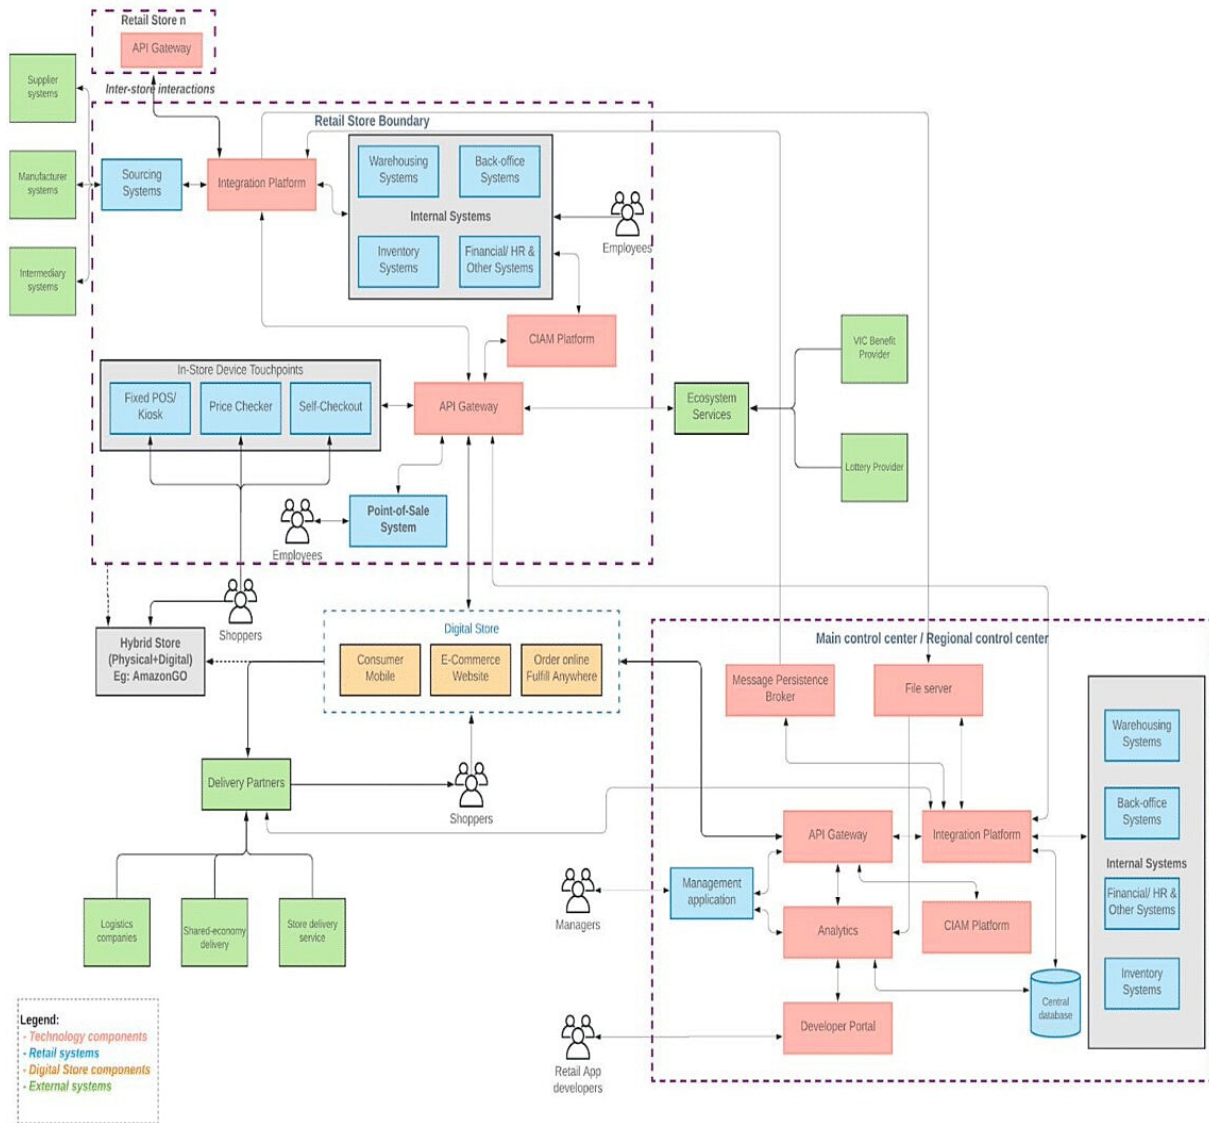 Retail Store n
API Gateway
Inter-store interactions
Supplier
systems
Manufacturer
systems
Intermediary
systems
Retail Store Boundary
Sourcing
Systems
Integration Platform
Warehousing
Systems
Back-office
Systems
Internal Systems
Inventory
Systems
Financial/ HR &
Other Systems
Employees
CIAM Platform
In-Store Device Touchpoints
Fixed POS/
Kiosk
Price Checker
Self-Checkout
API Gateway
Ecosystem
Services
VIC Benefit
Provider
Lottery Provider
Point-of-Sale
System
Employees
Shoppers
Hybrid Store
(Physical+Digital)
Eg: AmazonGO
Digital Store
Consumer
Mobile
E-Commerce
Website
Order online
Fulfill Anywhere
Delivery Partners
Shoppers
Logistics
companies
Shared-economy
delivery
Store delivery
service
Main control center / Regional control center
Message Persistence
Broker
File server
API Gateway
Integration Platform
Management
application
Managers
Analytics
CIAM Platform
Developer Portal
Central
database
Retail App
developers
Warehousing
Systems
Back-office
Systems
Internal Systems
Financial/ HR &
Other Systems
Inventory
Systems
Legend:
- Technology components
- Retail systems
- Digital Store components
- External systems